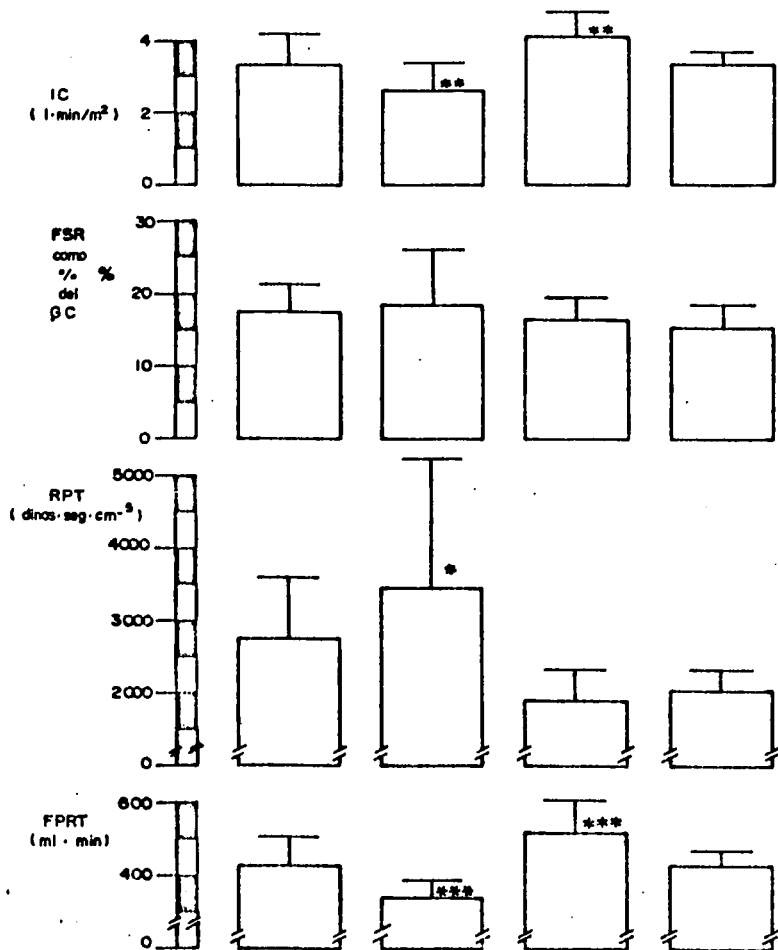 4
IC
( l·min/m²)
2
**
**
0
30
FSR
como
% %
del
βC
20
10
0
5000
RPT
( dinas·seg·cm-5)
4000
*
3000
2000
0
600
FPRT
(ml · min)
***
***
400
0